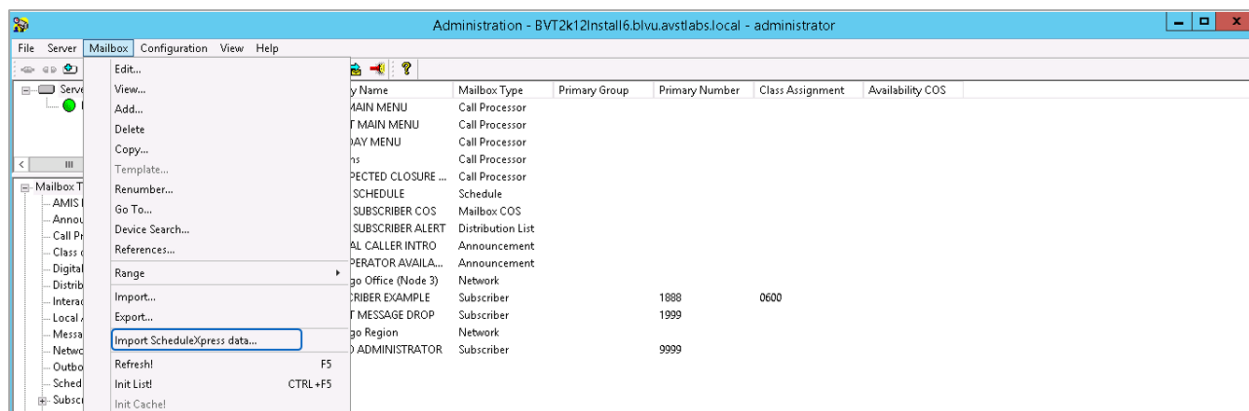 Administration - BVT2k12Install6.blvu.avstlabs.local - administrator
File Server Mailbox Configuration View Help
Edit...
View...
Add...
Delete
Copy...
Template...
Renumber...
Go To...
Device Search...
References...
Range
Import...
Export...
Import ScheduleXpress data...
Refresh! F5
Init List! CTRL+F5
Init Cache!
Serve
Mailbox T
AMIS
Annou
Call Pr
Class
Digital
Distrib
Interac
Local
Messa
Netwo
Outbo
Sched
Subscr
y Name Mailbox Type Primary Group Primary Number Class Assignment Availability COS
MAIN MENU Call Processor
T MAIN MENU Call Processor
DAY MENU Call Processor
ns Call Processor
PECTED CLOSURE ... Call Processor
SCHEDULE Schedule
SUBSCRIBER COS Mailbox COS
SUBSCRIBER ALERT Distribution List
AL CALLER INTRO Announcement
PERATOR AVAILA... Announcement
go Office (Node 3) Network
CRIBER EXAMPLE Subscriber 1888 0600
T MESSAGE DROP Subscriber 1999
go Region Network
ADMINISTRATOR Subscriber 9999